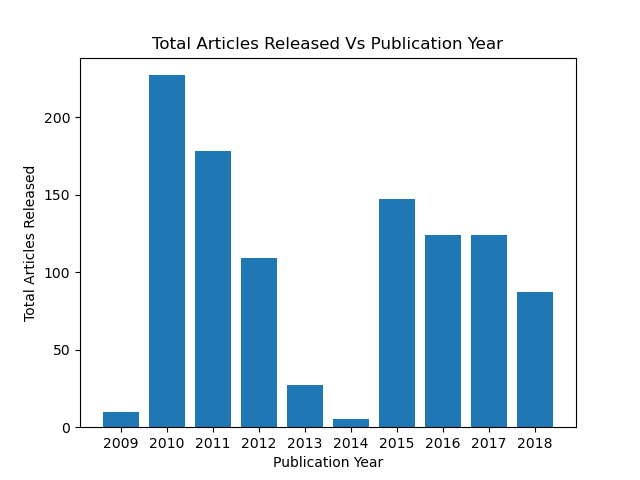 Total Articles Released Vs Publication Year
Total Articles Released
200
150
100
50
0
2009 2010 2011 2012 2013 2014 2015 2016 2017 2018
Publication Year